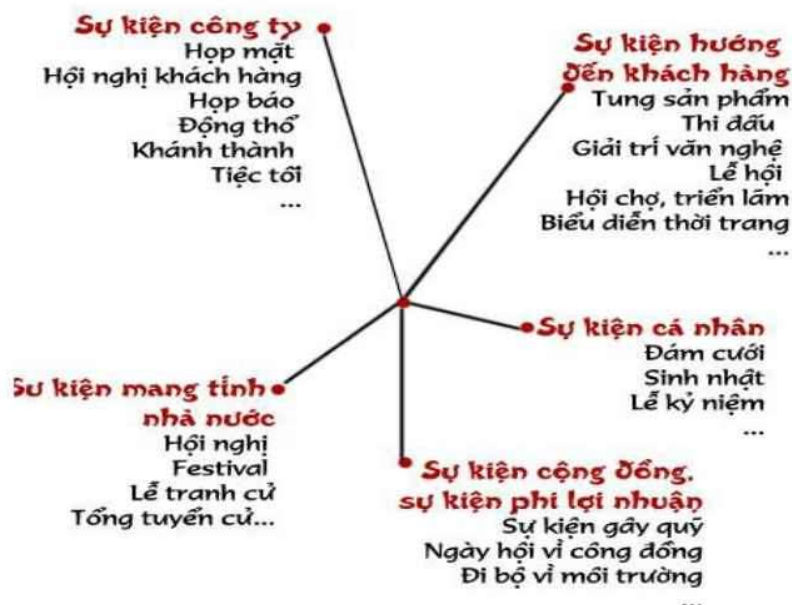 Sự kiện công ty
Họp mặt
Hội nghị khách hàng
Họp báo
Động thổ
Khánh thành
Tiệc tối
...
Sự kiện hướng
đến khách hàng
Tung sản phẩm
Thi đấu
Giải trí văn nghệ
Lễ hội
Hội chợ, triển lãm
Biểu diễn thời trang
...
Sự kiện cá nhân
Đám cưới
Sinh nhật
Lễ kỷ niệm
...
Sự kiện mang tính
nhà nước
Hội nghị
Festival
Lễ tranh cử
Tổng tuyển cử...
Sự kiện cộng đồng,
sự kiện phi lợi nhuận
Sự kiện gây quỹ
Ngày hội vì công đồng
Đi bộ vì môi trường
...